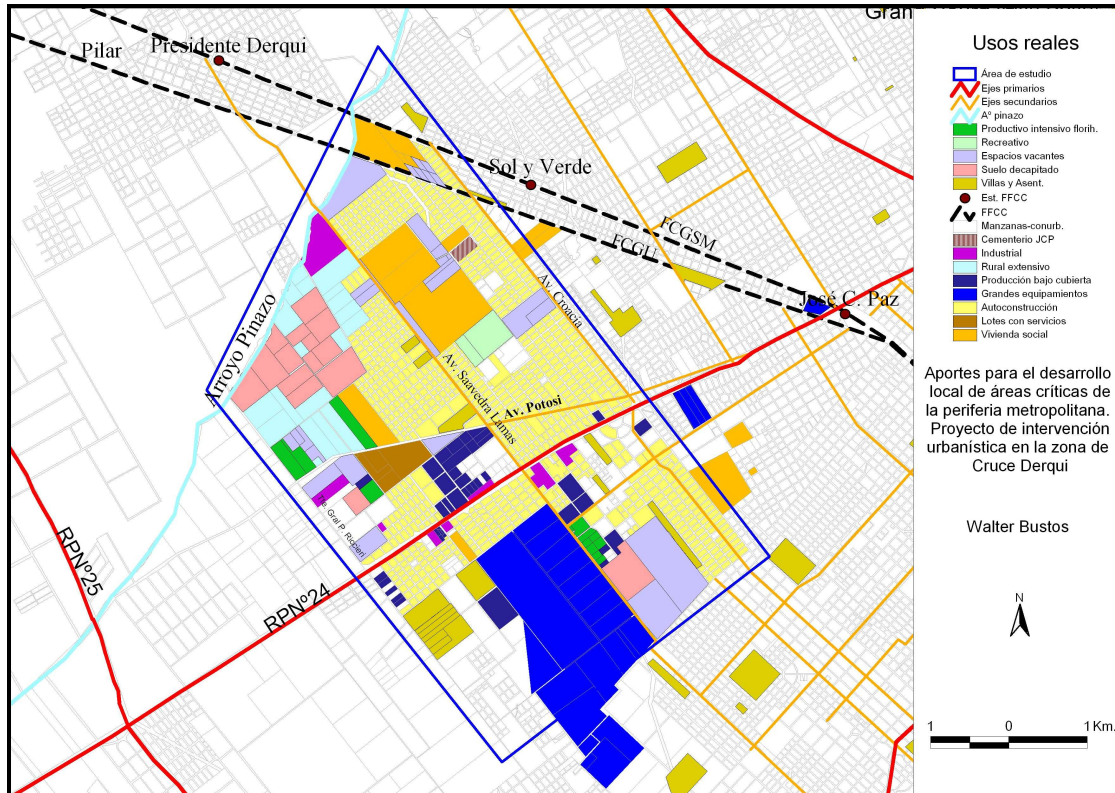 Presidente Derqui
Pilar
Sol y Verde
FCGSM
FCGU
José C. Paz
Arroyo Pinazo
Av. Croacia
Av. Saavedra Lamas
Av. Potosi
Tte. Gral P. Riccieri
RPNº25
RPNº24
Usos reales
Área de estudio
Ejes primarios
Ejes secundarios
Aº pinazo
Productivo intensivo florih.
Recreativo
Espacios vacantes
Suelo decapitado
Villas y Asent.
Est. FFCC
FFCC
Manzanas-conurb.
Cementerio JCP
Industrial
Rural extensivo
Producción bajo cubierta
Grandes equipamientos
Autoconstrucción
Lotes con servicios
Vivienda social
Aportes para el desarrollo
local de áreas críticas de
la periferia metropolitana.
Proyecto de intervención
urbanística en la zona de
Cruce Derqui
Walter Bustos
N
1 0 1 Km.